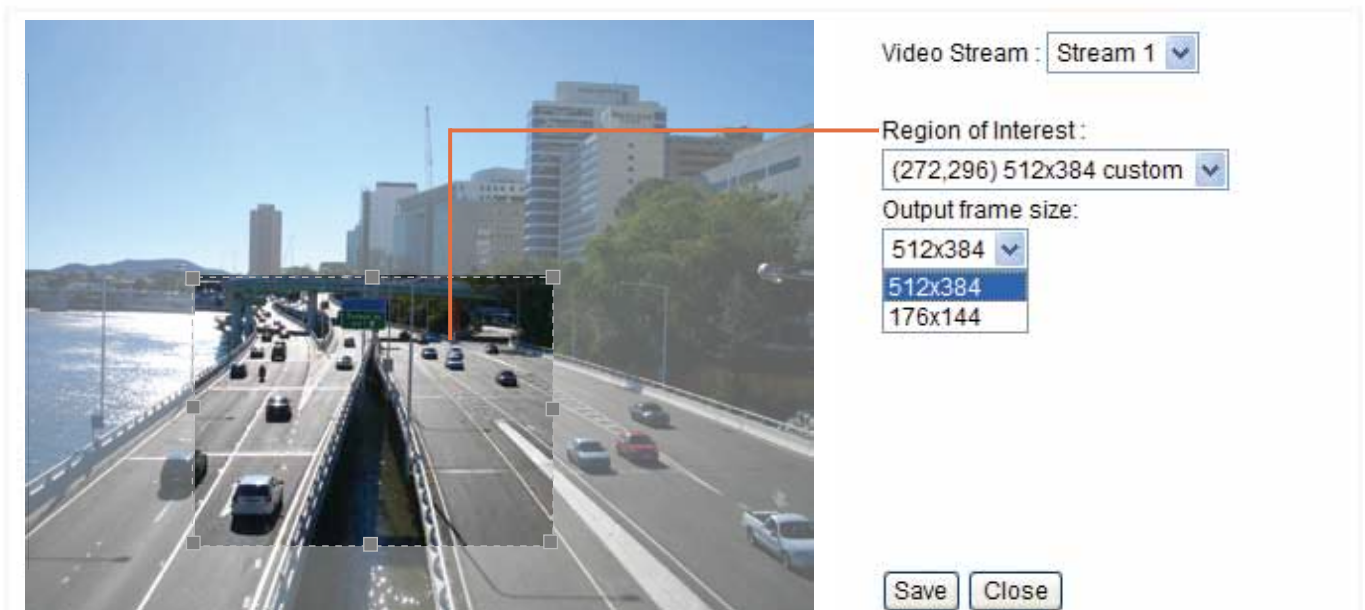 Video Stream : Stream 1
Region of Interest :
(272,296) 512x384 custom
Output frame size:
512x384
512x384
176x144
Save Close